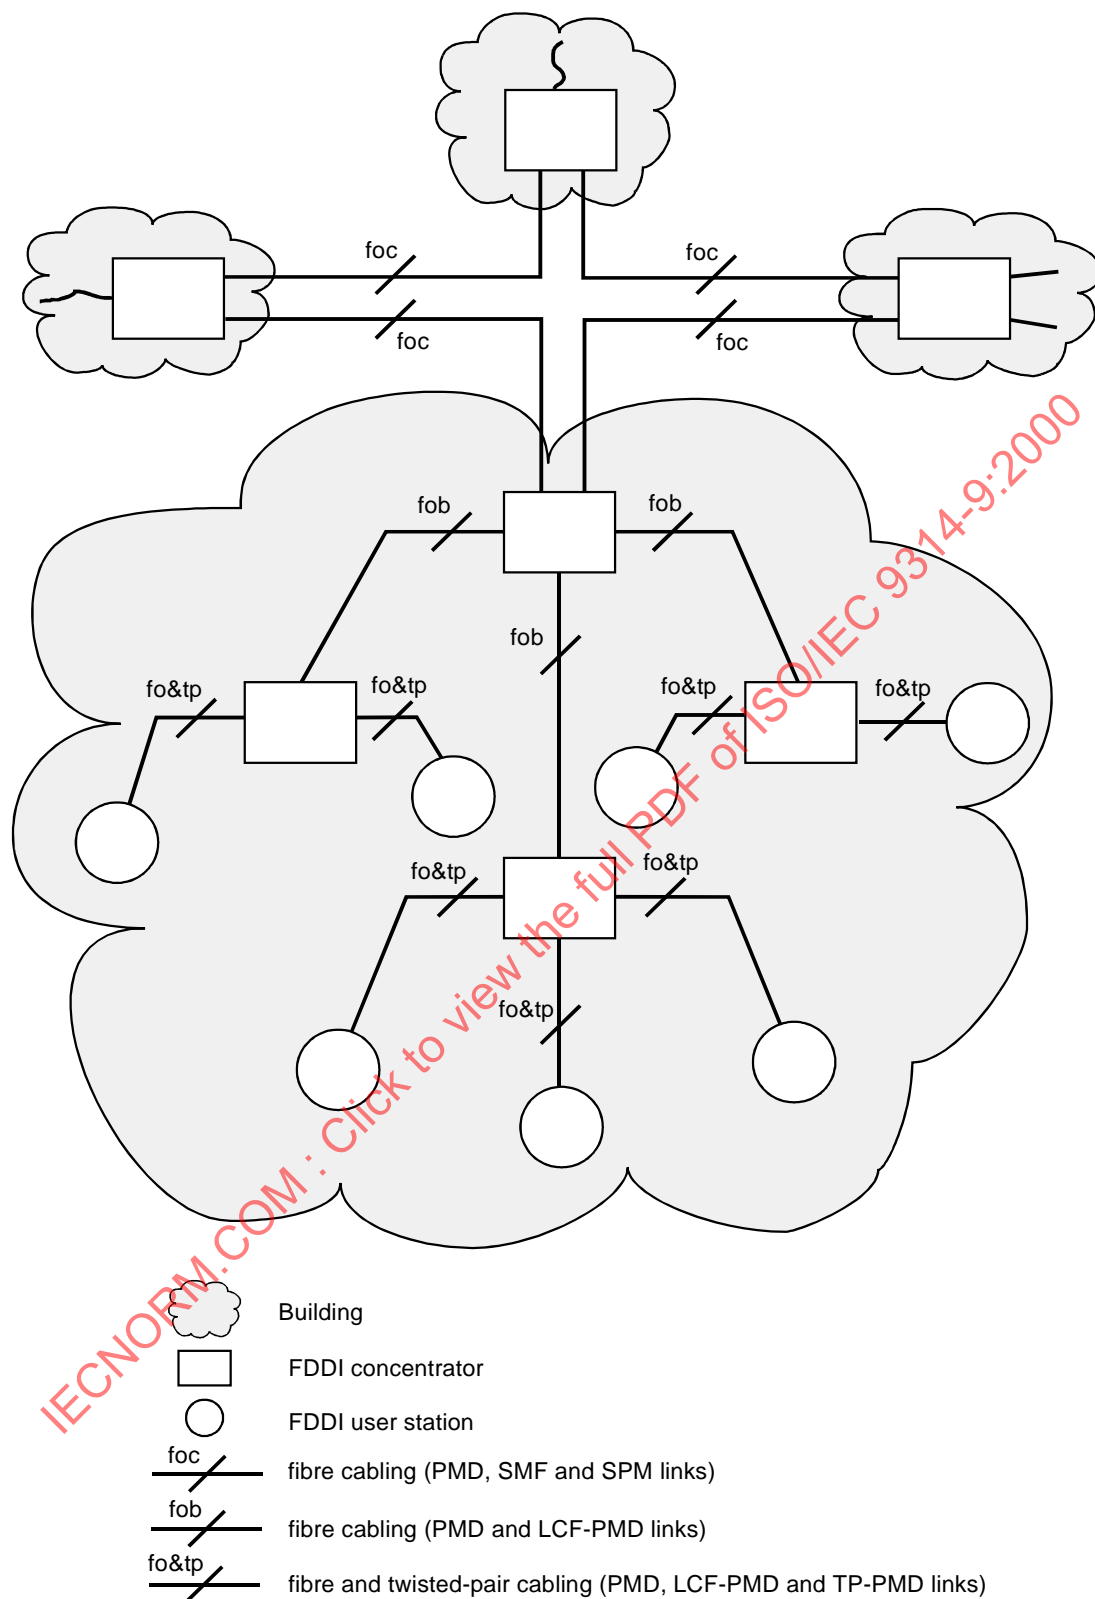 foc
foc
foc
foc
fob
fob
fob
fo&tp
fo&tp
fo&tp
fo&tp
fo&tp
fo&tp
fo&tp
IECNORM.COM : Click to view the full PDF of ISO/IEC 9314-9:2000
Building
FDDI concentrator
FDDI user station
foc
fibre cabling (PMD, SMF and SPM links)
fob
fibre cabling (PMD and LCF-PMD links)
fo&tp
fibre and twisted-pair cabling (PMD, LCF-PMD and TP-PMD links)